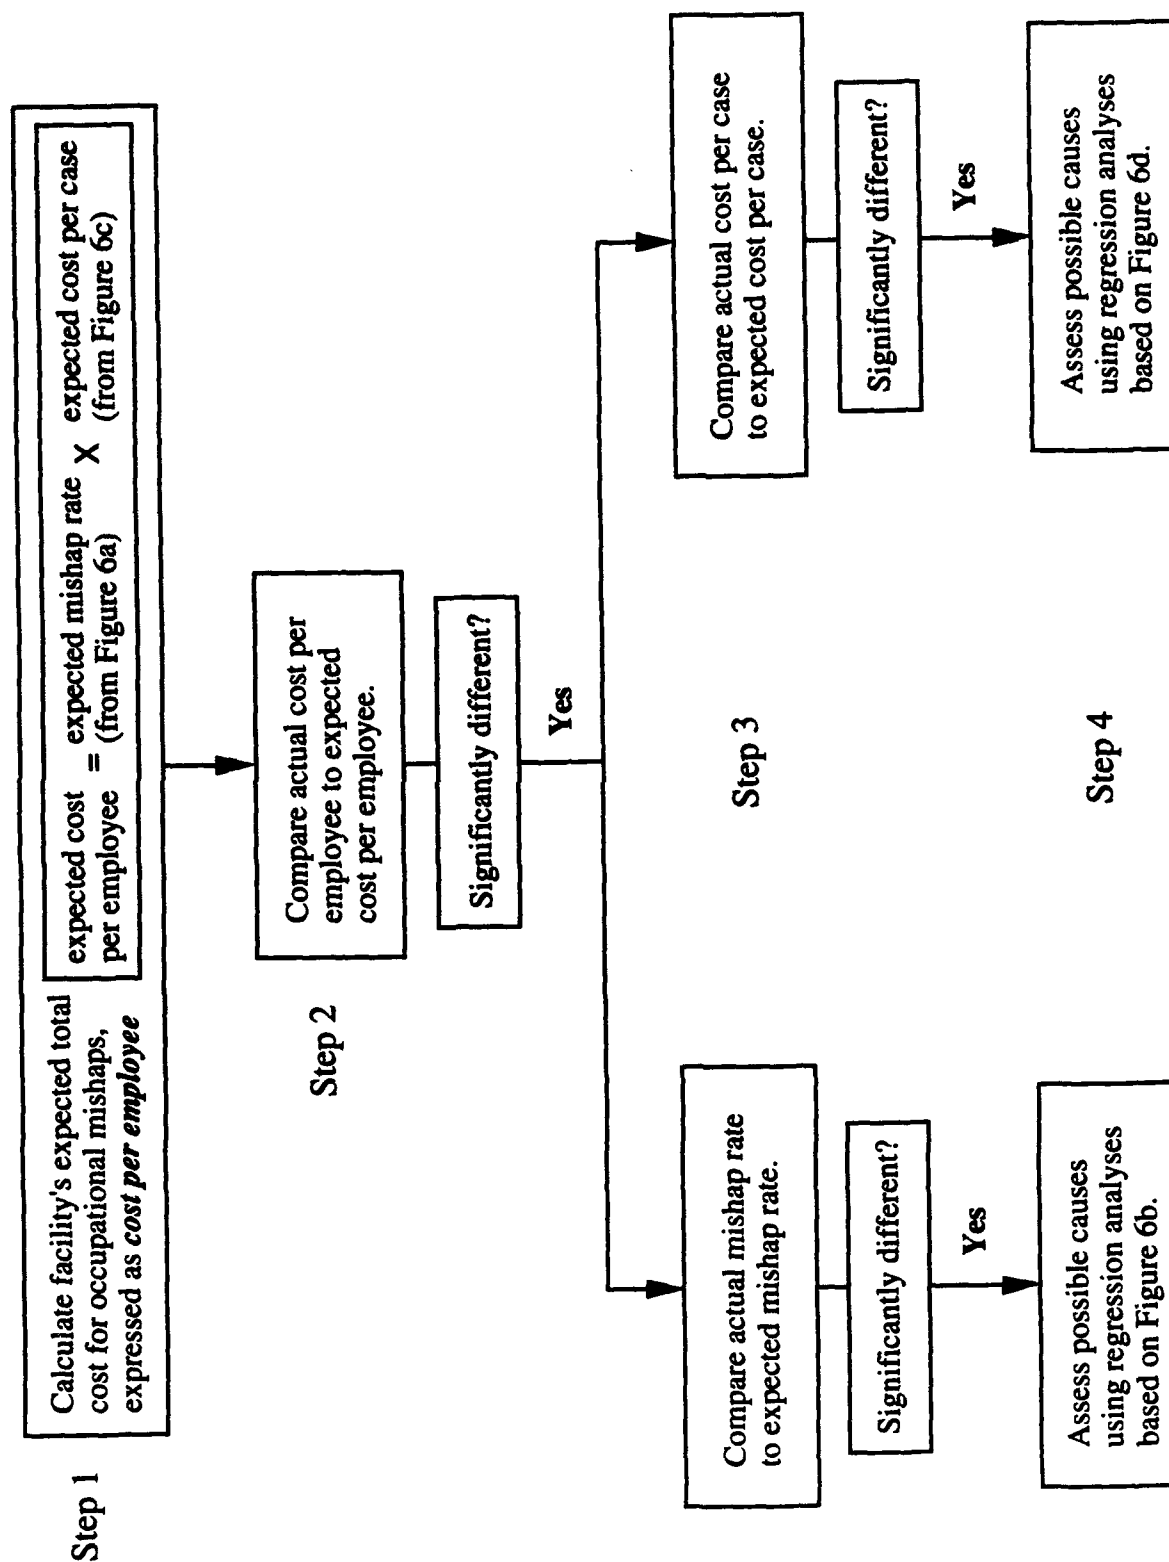 Step 1
Calculate facility's expected total
cost for occupational mishaps,
expressed as cost per employee
expected cost = expected mishap rate X expected cost per case
per employee (from Figure 6a) (from Figure 6c)
Step 2
Compare actual cost per
employee to expected
cost per employee.
Significantly different?
Yes
Step 3
Compare actual mishap rate
to expected mishap rate.
Significantly different?
Yes
Compare actual cost per case
to expected cost per case.
Significantly different?
Yes
Step 4
Assess possible causes
using regression analyses
based on Figure 6b.
Assess possible causes
using regression analyses
based on Figure 6d.